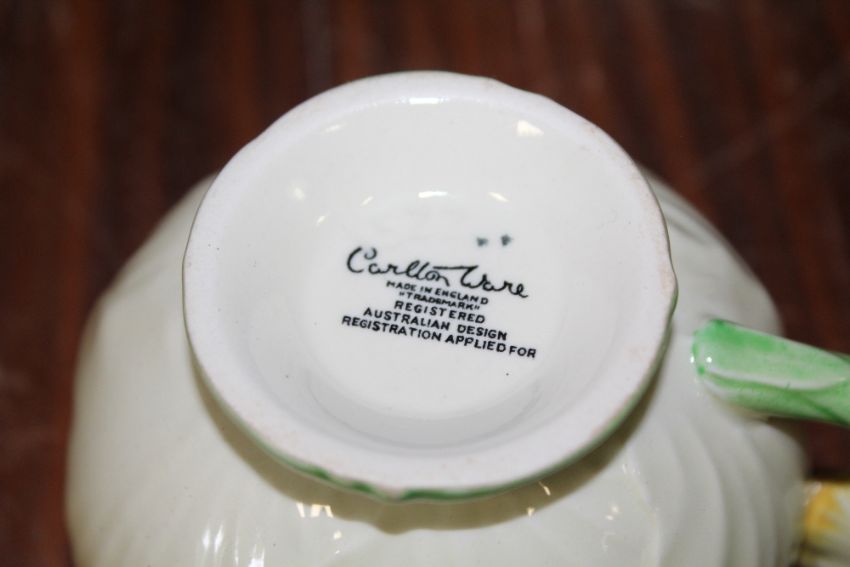 Carlton Ware
MADE IN ENGLAND
"TRADEMARK"
REGISTERED
AUSTRALIAN DESIGN
REGISTRATION APPLIED FOR